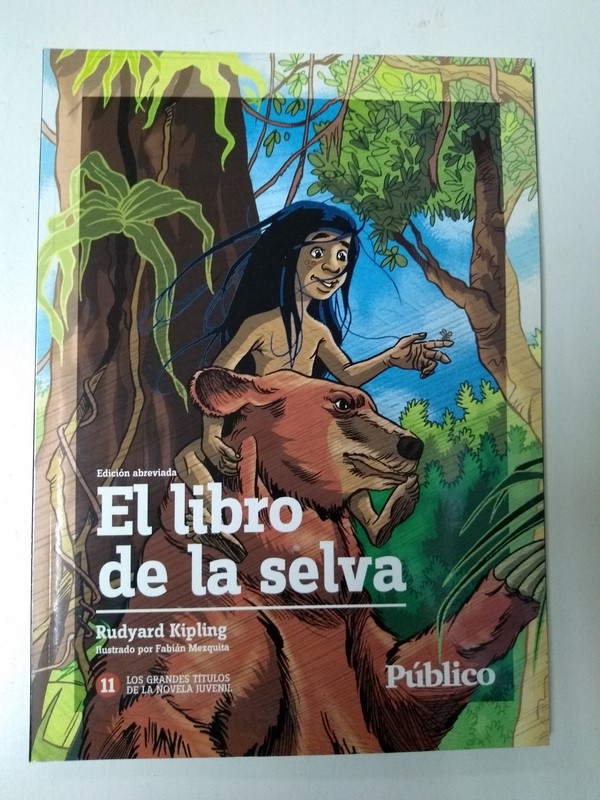 Edición abreviada
El libro
de la selva
Rudyard Kipling
Ilustrado por Fabián Mezquita
11 LOS GRANDES TÍTULOS
DE LA NOVELA JUVENIL
Público